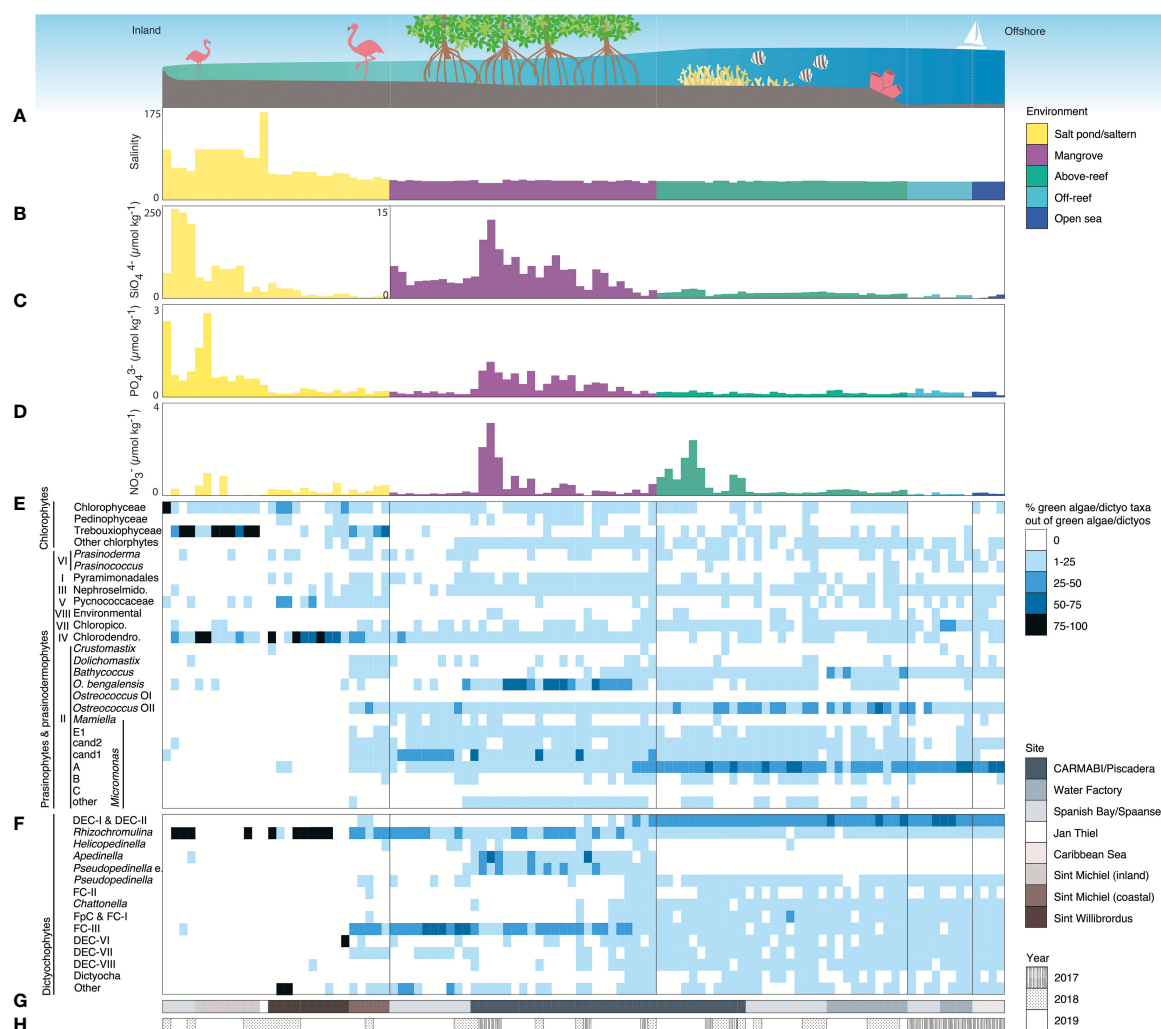 Inland
Offshore
A
175
Salinity
0
Environment
Salt pond/saltern
Mangrove
Above-reef
Off-reef
Open sea
B
250
15
SiO₄ ⁴⁻ (µmol kg⁻¹)
0
0
C
3
PO₄³⁻ (µmol kg⁻¹)
0
D
4
NO₃⁻ (µmol kg⁻¹)
0
E
Chlorophytes
Chlorophyceae
Pedinophyceae
Trebouxiophyceae
Other chlorphytes
Prasinophytes & prasinodermophytes
VI
Prasinoderma
Prasinococcus
I Pyramimonadales
III Nephroselmido.
V Pycnococcaceae
VIII Environmental
VII Chloropico.
IV Chlorodendro.
II
Crustomastix
Dolichomastix
Bathycoccus
O. bengalensis
Ostreococcus OI
Ostreococcus OII
Mamiella
Micromonas
E1
cand2
cand1
A
B
C
other
% green algae/dictyo taxa
out of green algae/dictyos
0
1-25
25-50
50-75
75-100
F
Dictyochophytes
DEC-I & DEC-II
Rhizochromulina
Helicopedinella
Apedinella
Pseudopedinella e.
Pseudopedinella
FC-II
Chattonella
FpC & FC-I
FC-III
DEC-VI
DEC-VII
DEC-VIII
Dictyocha
Other
Site
CARMABI/Piscadera
Water Factory
Spanish Bay/Spaanse
Jan Thiel
Caribbean Sea
Sint Michiel (inland)
Sint Michiel (coastal)
Sint Willibrordus
Year
2017
2018
2019
G
H